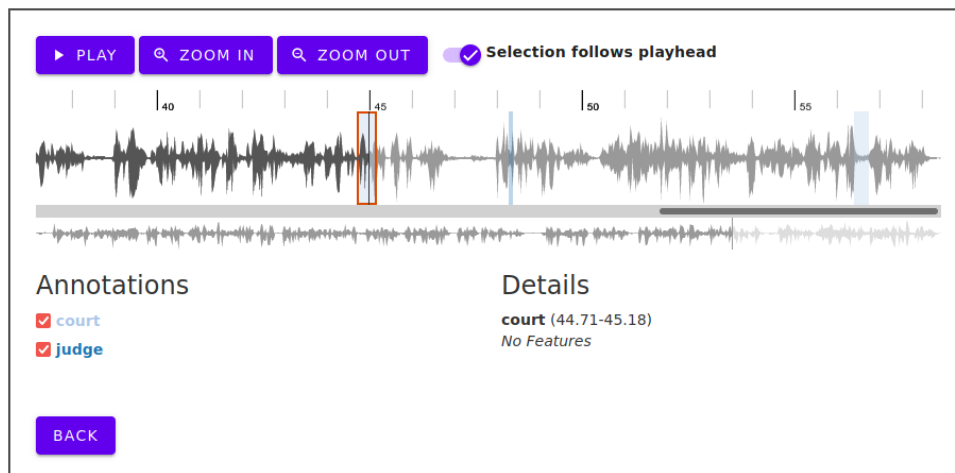 PLAY ZOOM IN ZOOM OUT Selection follows playhead
40 45 50 55
Annotations
court
judge
Details
court (44.71-45.18)
No Features
BACK